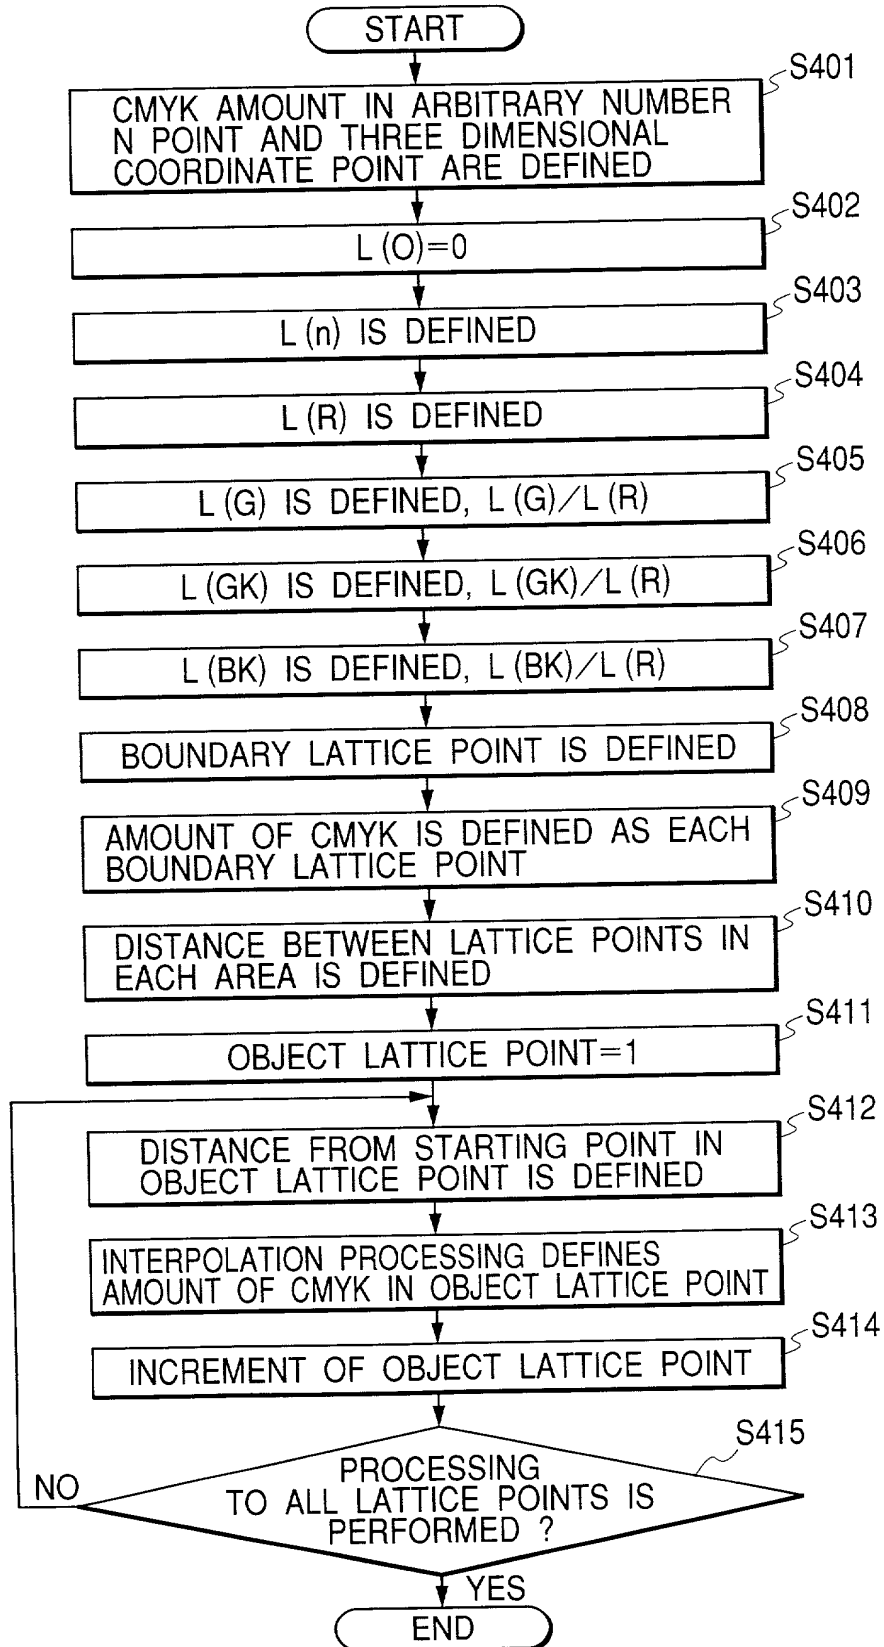 START
S401
CMYK AMOUNT IN ARBITRARY NUMBER
N POINT AND THREE DIMENSIONAL
COORDINATE POINT ARE DEFINED
S402
L(O)=0
S403
L(n) IS DEFINED
S404
L(R) IS DEFINED
S405
L(G) IS DEFINED, L(G)/L(R)
S406
L(GK) IS DEFINED, L(GK)/L(R)
S407
L(BK) IS DEFINED, L(BK)/L(R)
S408
BOUNDARY LATTICE POINT IS DEFINED
S409
AMOUNT OF CMYK IS DEFINED AS EACH
BOUNDARY LATTICE POINT
S410
DISTANCE BETWEEN LATTICE POINTS IN
EACH AREA IS DEFINED
S411
OBJECT LATTICE POINT=1
S412
DISTANCE FROM STARTING POINT IN
OBJECT LATTICE POINT IS DEFINED
S413
INTERPOLATION PROCESSING DEFINES
AMOUNT OF CMYK IN OBJECT LATTICE POINT
S414
INCREMENT OF OBJECT LATTICE POINT
S415
PROCESSING
TO ALL LATTICE POINTS IS
PERFORMED ?
NO
YES
END